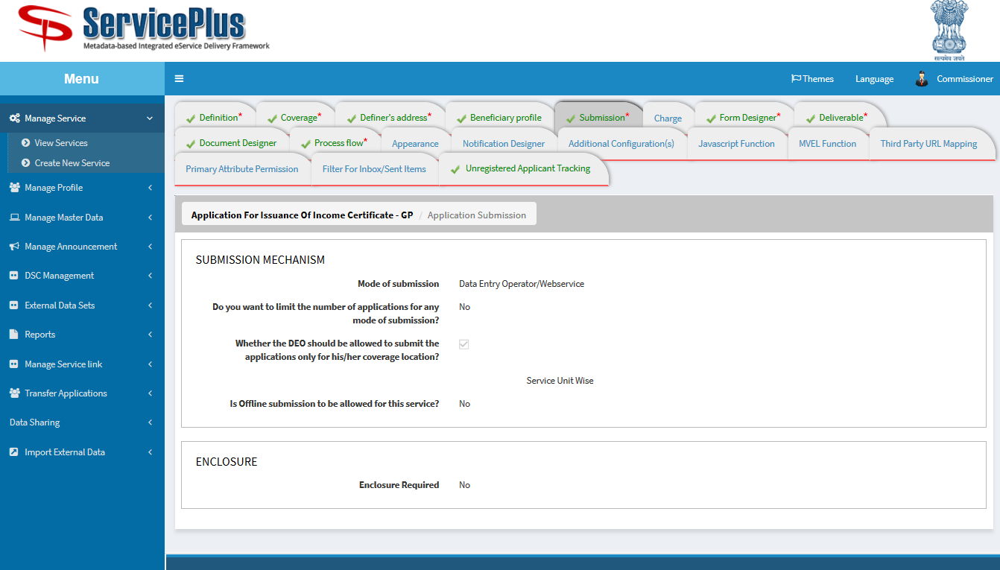 ServicePlus
Metadata-based Integrated eService Delivery Framework
सत्यमेव जयते
Menu
Themes
Language
Commissioner
Manage Service
View Services
Create New Service
Manage Profile
Manage Master Data
Manage Announcement
DSC Management
External Data Sets
Reports
Manage Service link
Transfer Applications
Data Sharing
Import External Data
Definition* Coverage* Definer's address* Beneficiary profile Submission* Charge Form Designer* Deliverable*
Document Designer Process flow* Appearance Notification Designer Additional Configuration(s) Javascript Function MVEL Function Third Party URL Mapping
Primary Attribute Permission Filter For Inbox/Sent Items Unregistered Applicant Tracking
Application For Issuance Of Income Certificate - GP / Application Submission
SUBMISSION MECHANISM
Mode of submission Data Entry Operator/Webservice
Do you want to limit the number of applications for any No
mode of submission?
Whether the DEO should be allowed to submit the
applications only for his/her coverage location?
Service Unit Wise
Is Offline submission to be allowed for this service? No
ENCLOSURE
Enclosure Required No